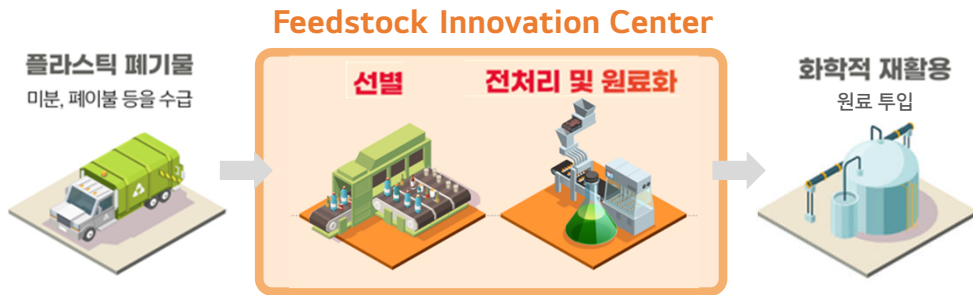 Feedstock Innovation Center
플라스틱 폐기물
미분, 폐이불 등을 수급
선별
전처리 및 원료화
화학적 재활용
원료 투입